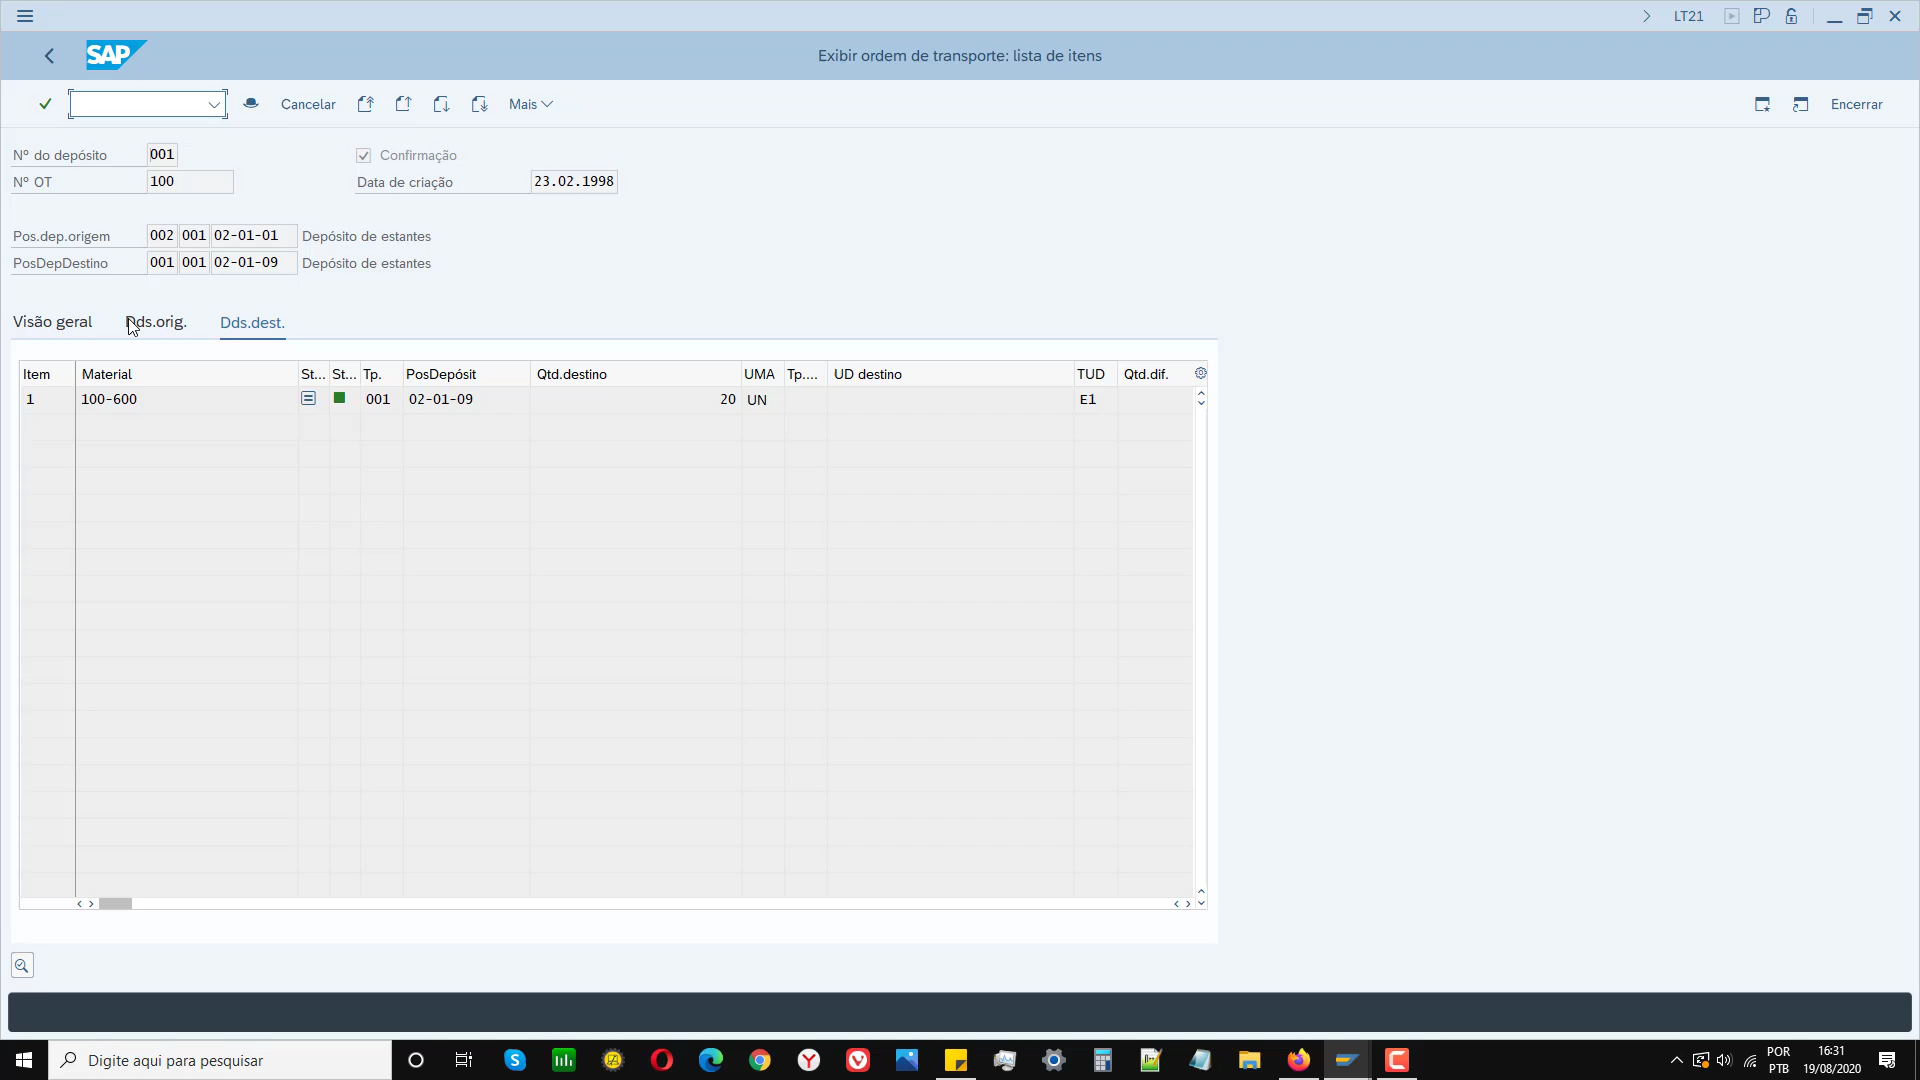 LT21
SAP
Exibir ordem de transporte: lista de itens
Cancelar
Mais
Encerrar
Nº do depósito 001
Confirmação
Nº OT 100
Data de criação 23.02.1998
Pos.dep.origem 002 001 02-01-01 Depósito de estantes
PosDepDestino 001 001 02-01-09 Depósito de estantes
Visão geral Dds.orig. Dds.dest.
Item Material St... St... Tp. PosDepósit Qtd.destino UMA Tp.... UD destino TUD Qtd.dif.
1 100-600 001 02-01-09 20 UN E1
Digite aqui para pesquisar
POR
PTB
16:31
19/08/2020